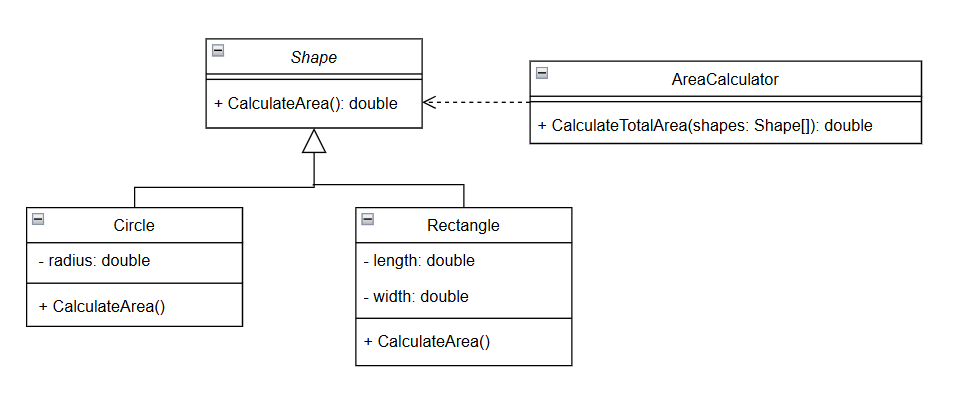 Shape
+ CalculateArea(): double
AreaCalculator
+ CalculateTotalArea(shapes: Shape[]): double
Circle
- radius: double
+ CalculateArea()
Rectangle
- length: double
- width: double
+ CalculateArea()